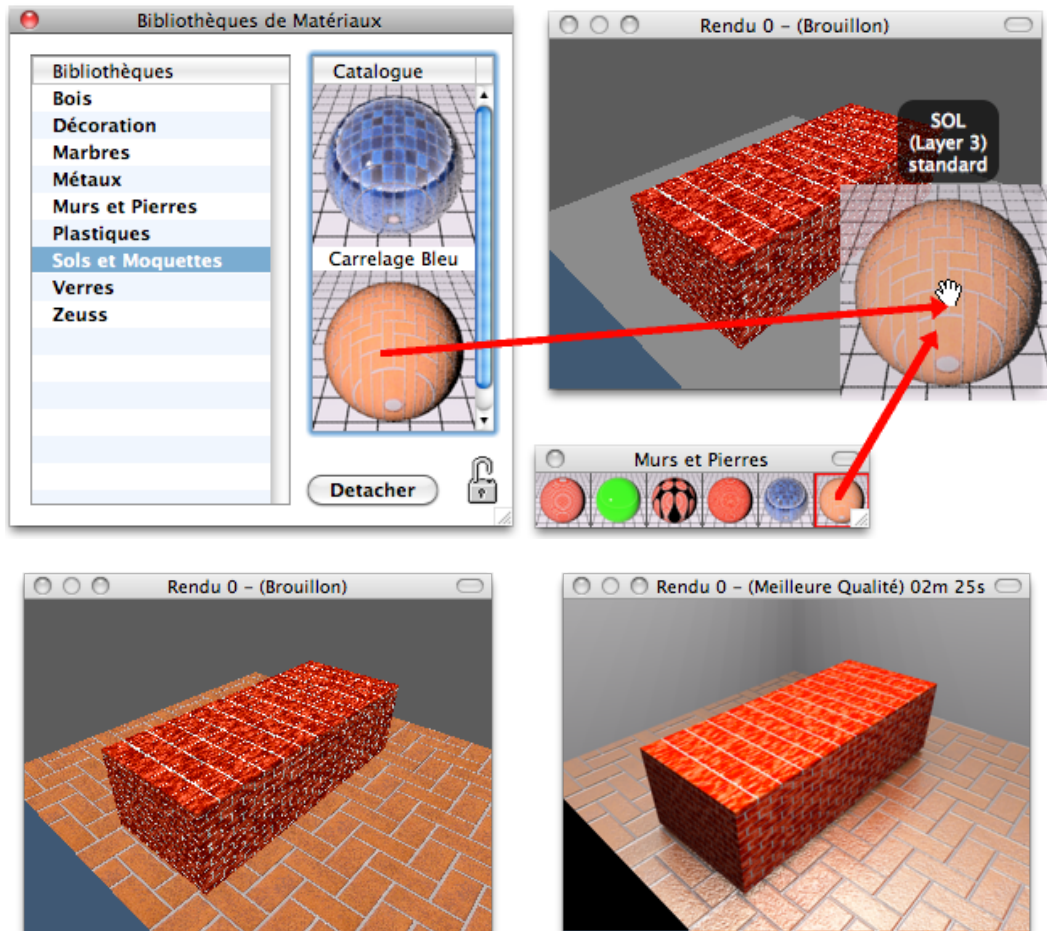 Bibliothèques de Matériaux
Bibliothèques
Bois
Décoration
Marbres
Métaux
Murs et Pierres
Plastiques
Sols et Moquettes
Verres
Zeuss
Catalogue
Carrelage Bleu
Detacher
Rendu 0 – (Brouillon)
SOL
(Layer 3)
standard
Murs et Pierres
Rendu 0 – (Brouillon)
Rendu 0 – (Meilleure Qualité) 02m 25s